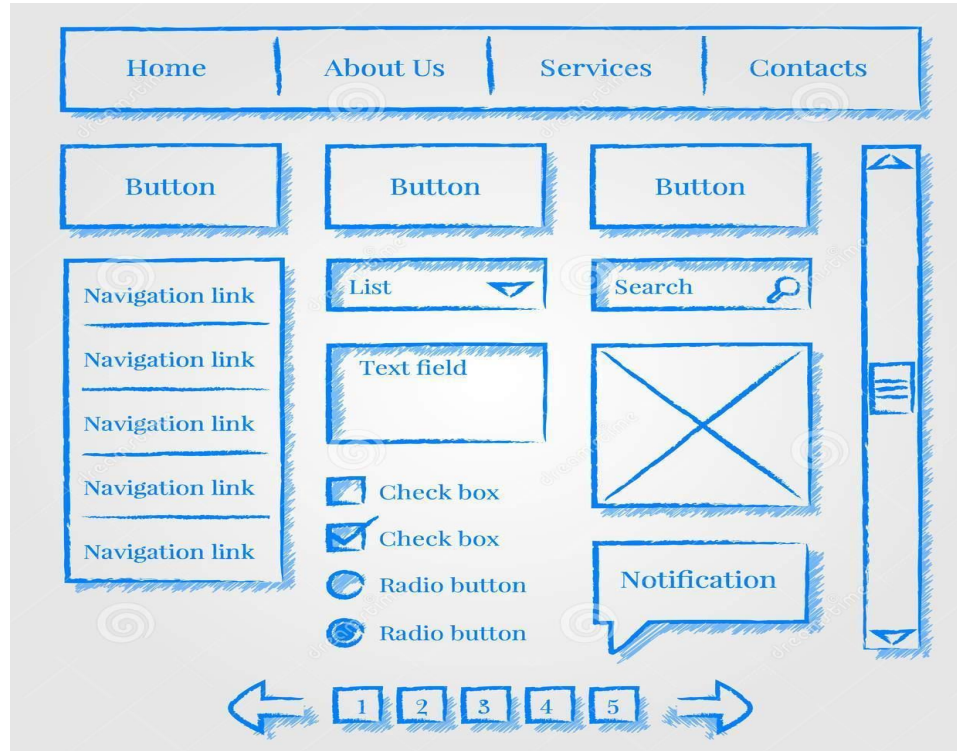 Home
About Us
Services
Contacts
Button
Button
Button
Navigation link
Navigation link
Navigation link
Navigation link
Navigation link
List
Search
Text field
Check box
Check box
Radio button
Radio button
Notification
1
2
3
4
5